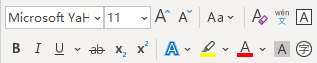 Microsoft YaH 11 A A Aa A wén 文 A
B I U ab x₂ x² A A A 字